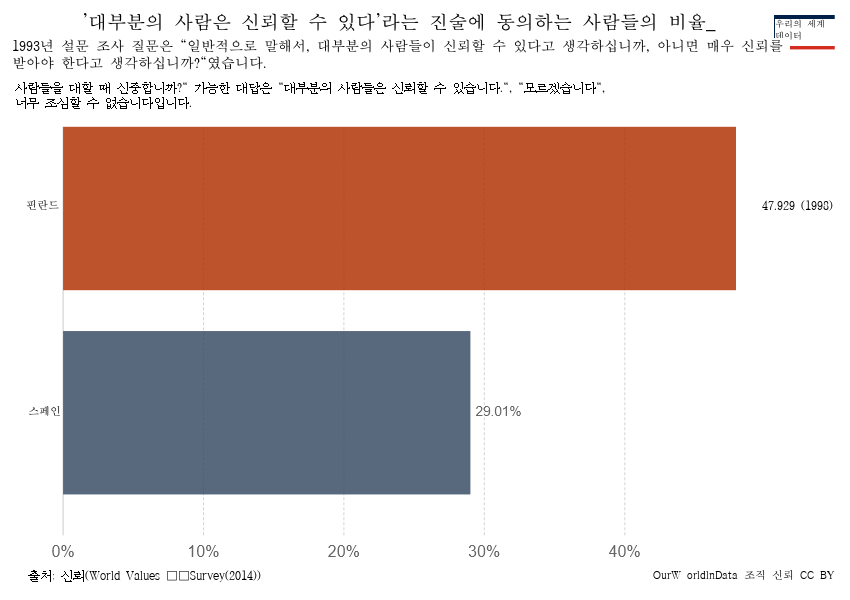 '대부분의 사람은 신뢰할 수 있다'라는 진술에 동의하는 사람들의 비율_
우리의 세계
데이터
1993년 설문 조사 질문은 “일반적으로 말해서, 대부분의 사람들이 신뢰할 수 있다고 생각하십니까, 아니면 매우 신뢰를
받아야 한다고 생각하십니까?“였습니다.
사람들을 대할 때 신중합니까?" 가능한 대답은 "대부분의 사람들은 신뢰할 수 있습니다.", "모르겠습니다",
너무 조심할 수 없습니다입니다.
핀란드
47.929 (1998)
스페인
29.01%
0% 10% 20% 30% 40%
출처: 신뢰(World Values □□Survey(2014))
OurW orldInData 조직 신뢰 CC BY